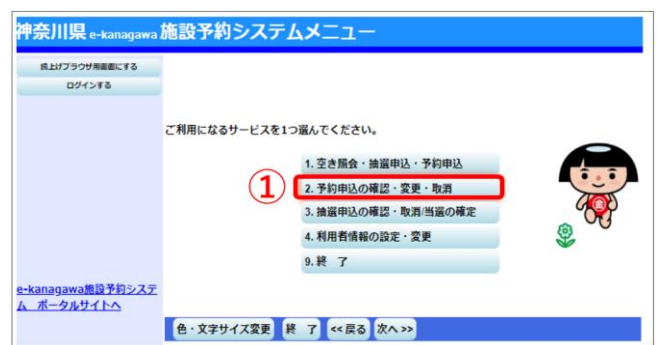 神奈川県 e-kanagawa 施設予約システムメニュー
読上げブラウザ用画面にする
ログインする
ご利用になるサービスを1つ選んでください。
1. 空き照会・抽選申込・予約申込
①
2. 予約申込の確認・変更・取消
3. 抽選申込の確認・取消/当選の確定
4. 利用者情報の設定・変更
9. 終 了
金
e-kanagawa施設予約システ
ム ポータルサイトへ
色・文字サイズ変更 終 了 <<戻る 次へ>>